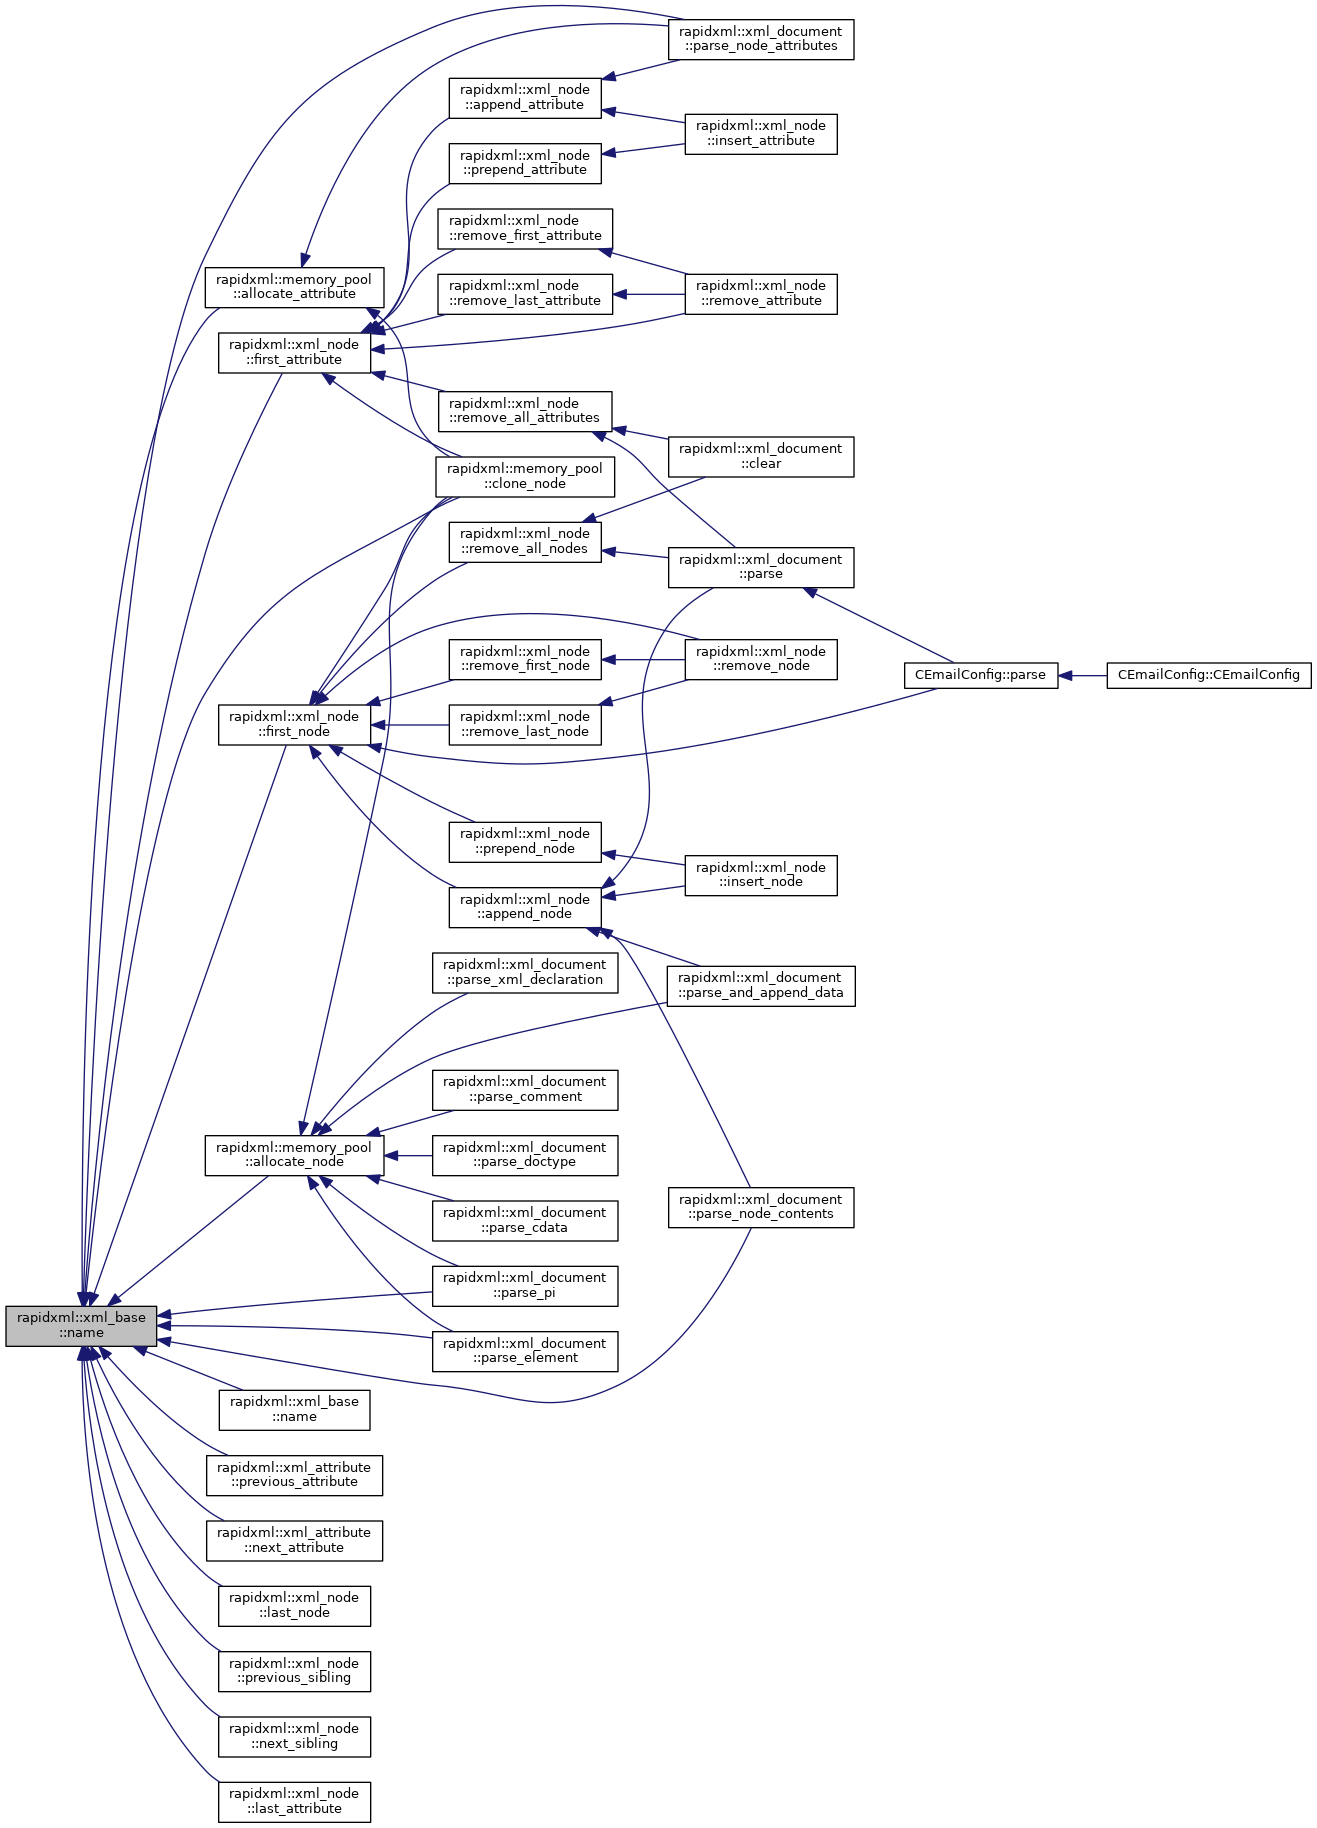 rapidxml::xml_document
::parse_node_attributes
rapidxml::xml_node
::append_attribute
rapidxml::xml_node
::insert_attribute
rapidxml::xml_node
::prepend_attribute
rapidxml::xml_node
::remove_first_attribute
rapidxml::memory_pool
::allocate_attribute
rapidxml::xml_node
::remove_last_attribute
rapidxml::xml_node
::remove_attribute
rapidxml::xml_node
::first_attribute
rapidxml::xml_node
::remove_all_attributes
rapidxml::xml_document
::clear
rapidxml::memory_pool
::clone_node
rapidxml::xml_node
::remove_all_nodes
rapidxml::xml_document
::parse
rapidxml::xml_node
::remove_first_node
rapidxml::xml_node
::remove_node
CEmailConfig::parse
CEmailConfig::CEmailConfig
rapidxml::xml_node
::first_node
rapidxml::xml_node
::remove_last_node
rapidxml::xml_node
::prepend_node
rapidxml::xml_node
::insert_node
rapidxml::xml_node
::append_node
rapidxml::xml_document
::parse_xml_declaration
rapidxml::xml_document
::parse_and_append_data
rapidxml::xml_document
::parse_comment
rapidxml::memory_pool
::allocate_node
rapidxml::xml_document
::parse_doctype
rapidxml::xml_document
::parse_cdata
rapidxml::xml_document
::parse_node_contents
rapidxml::xml_document
::parse_pi
rapidxml::xml_base
::name
rapidxml::xml_document
::parse_element
rapidxml::xml_base
::name
rapidxml::xml_attribute
::previous_attribute
rapidxml::xml_attribute
::next_attribute
rapidxml::xml_node
::last_node
rapidxml::xml_node
::previous_sibling
rapidxml::xml_node
::next_sibling
rapidxml::xml_node
::last_attribute